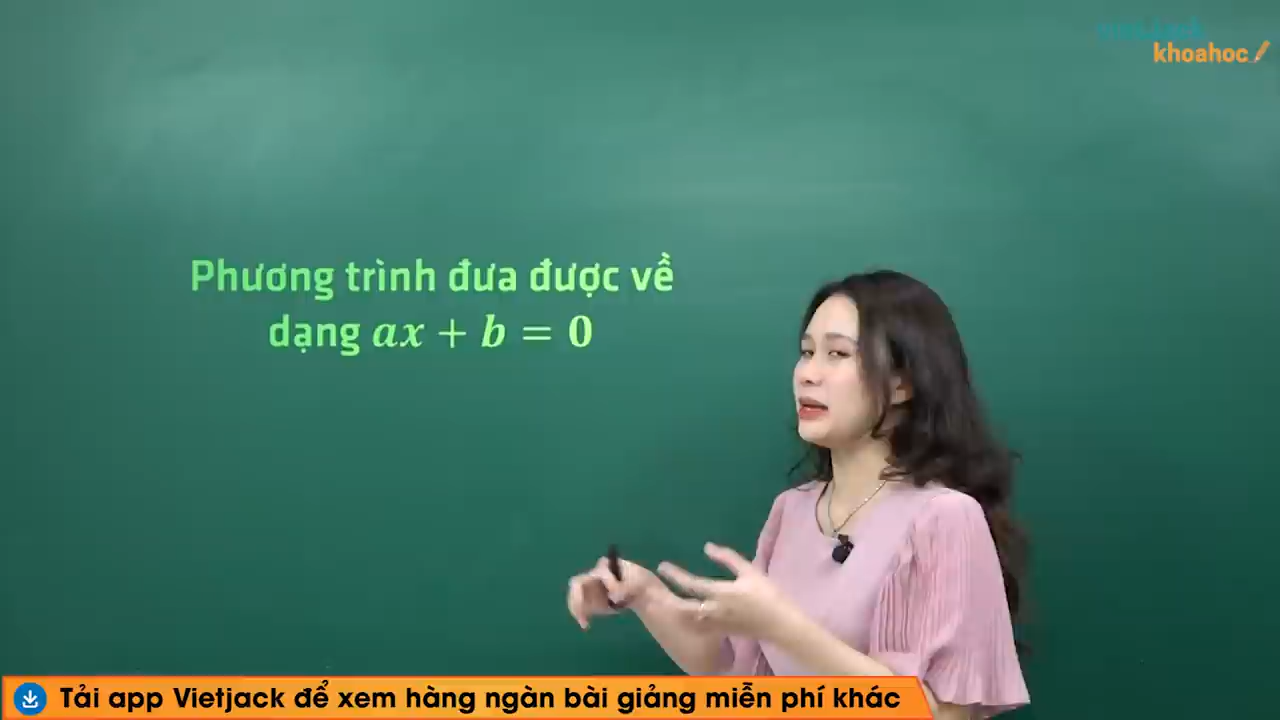 khoahoc
Phương trình đưa được về
dạng ax + b = 0
Tải app Vietjack để xem hàng ngàn bài giảng miễn phí khác